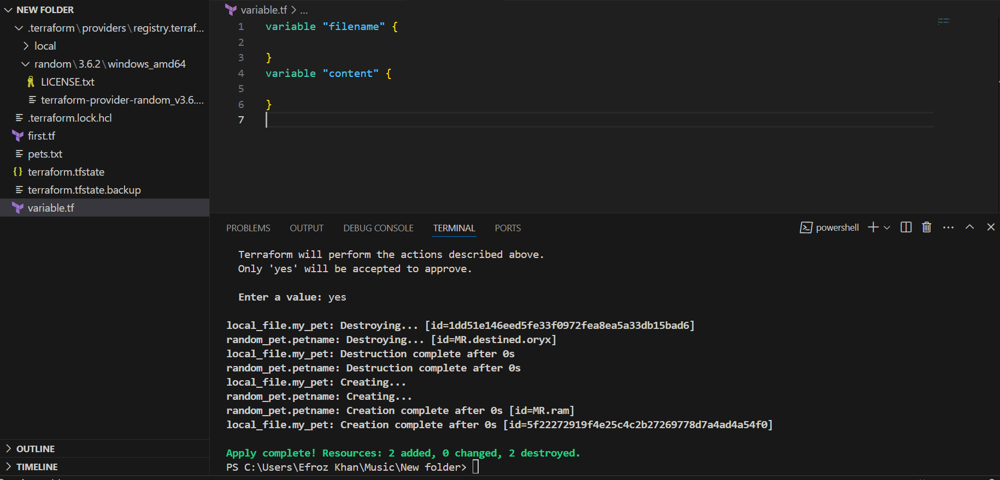 NEW FOLDER
.terraform\providers\registry.terraf...
local
random\3.6.2\windows_amd64
LICENSE.txt
terraform-provider-random_v3.6....
.terraform.lock.hcl
first.tf
pets.txt
terraform.tfstate
terraform.tfstate.backup
variable.tf
OUTLINE
TIMELINE
variable.tf > ...
1 variable "filename" {
2
3 }
4 variable "content" {
5
6 }
7
PROBLEMS OUTPUT DEBUG CONSOLE TERMINAL PORTS powershell
Terraform will perform the actions described above.
Only 'yes' will be accepted to approve.
Enter a value: yes
local_file.my_pet: Destroying... [id=1dd51e146eed5fe33f0972fea8ea5a33db15bad6]
random_pet.petname: Destroying... [id=MR.destined.oryx]
local_file.my_pet: Destruction complete after 0s
random_pet.petname: Destruction complete after 0s
local_file.my_pet: Creating...
random_pet.petname: Creating...
random_pet.petname: Creation complete after 0s [id=MR.ram]
local_file.my_pet: Creation complete after 0s [id=5f22272919f4e25c4c2b27269778d7a4ad4a54f0]
Apply complete! Resources: 2 added, 0 changed, 2 destroyed.
PS C:\Users\Efroz Khan\Music\New folder>